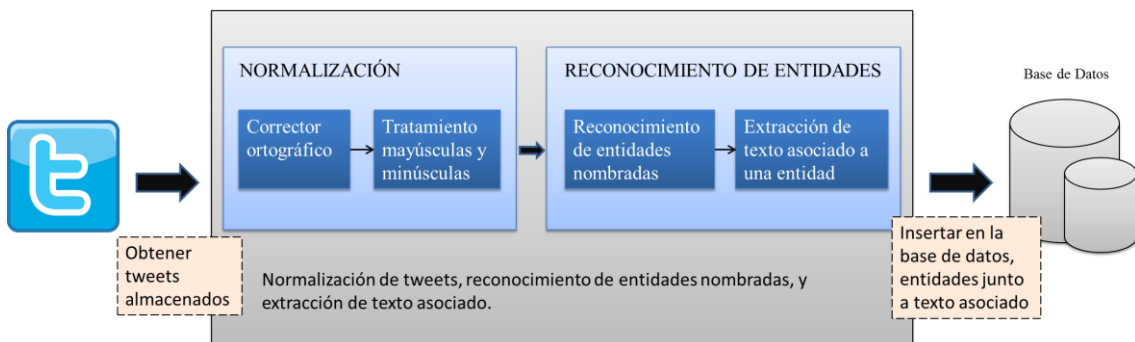 NORMALIZACIÓN
Corrector
ortográfico
Tratamiento
mayúsculas y
minúsculas
RECONOCIMIENTO DE ENTIDADES
Reconocimiento
de entidades
nombradas
Extracción de
texto asociado a
una entidad
Base de Datos
Obtener
tweets
almacenados
Normalización de tweets, reconocimiento de entidades nombradas, y
extracción de texto asociado.
Insertar en la
base de datos,
entidades junto
a texto asociado